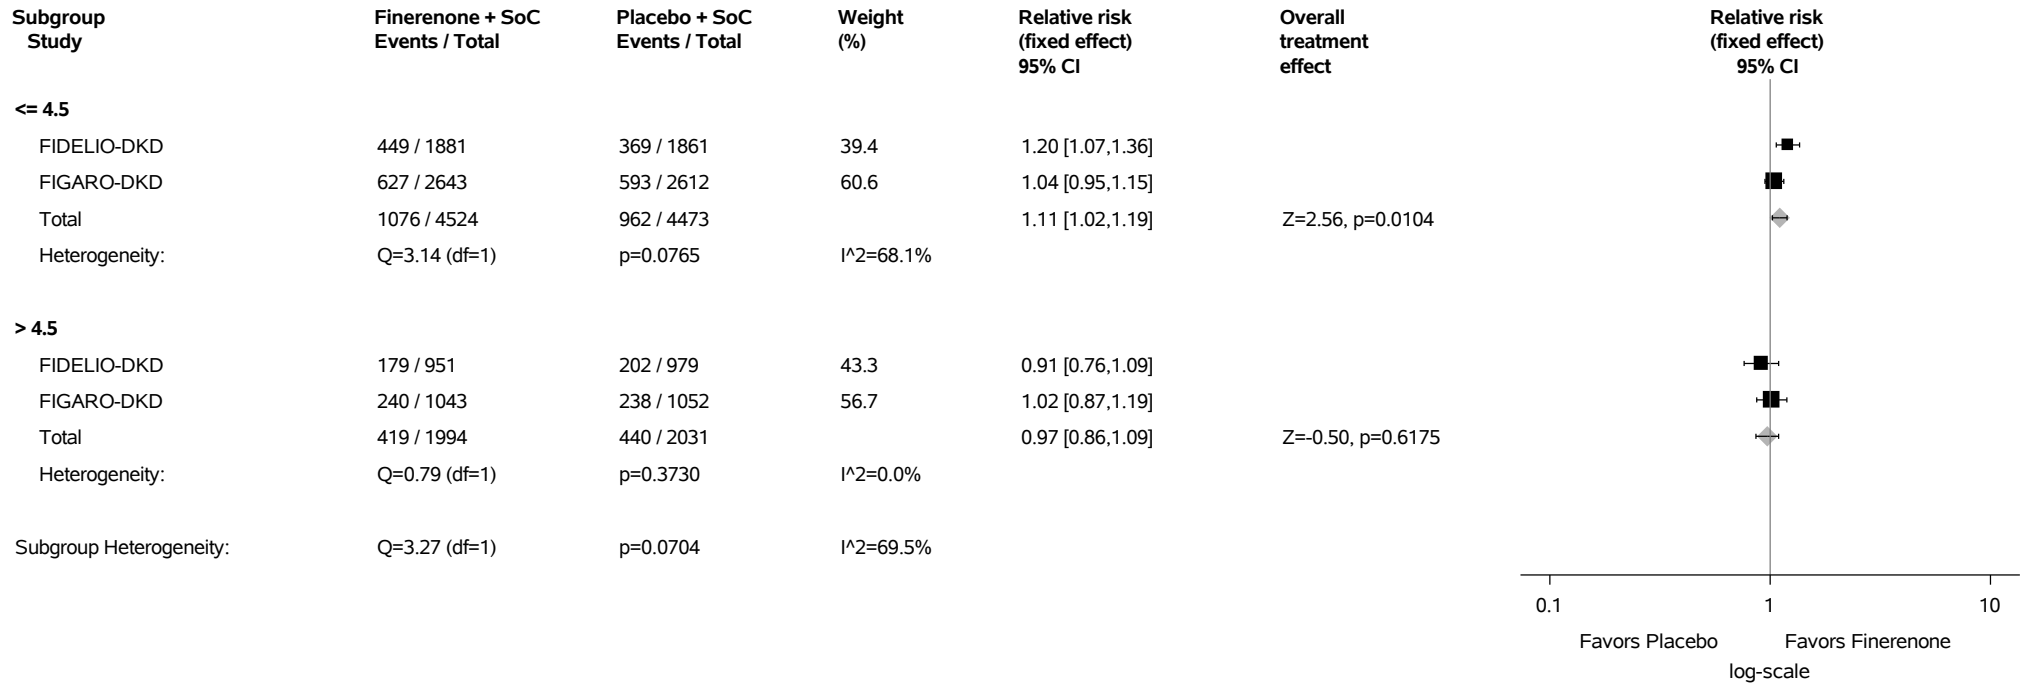 Subgroup Finerenone + SoC Placebo + SoC Weight Relative risk Overall Relative risk
Study Events / Total Events / Total (%) (fixed effect) treatment (fixed effect)
95% CI effect 95% CI
<= 4.5
FIDELIO-DKD 449 / 1881 369 / 1861 39.4 1.20 [1.07,1.36]
FIGARO-DKD 627 / 2643 593 / 2612 60.6 1.04 [0.95,1.15]
Total 1076 / 4524 962 / 4473 1.11 [1.02,1.19] Z=2.56, p=0.0104
Heterogeneity: Q=3.14 (df=1) p=0.0765 I^2=68.1%
> 4.5
FIDELIO-DKD 179 / 951 202 / 979 43.3 0.91 [0.76,1.09]
FIGARO-DKD 240 / 1043 238 / 1052 56.7 1.02 [0.87,1.19]
Total 419 / 1994 440 / 2031 0.97 [0.86,1.09] Z=-0.50, p=0.6175
Heterogeneity: Q=0.79 (df=1) p=0.3730 I^2=0.0%
Subgroup Heterogeneity: Q=3.27 (df=1) p=0.0704 I^2=69.5%
0.1 1 10
Favors Placebo Favors Finerenone
log-scale